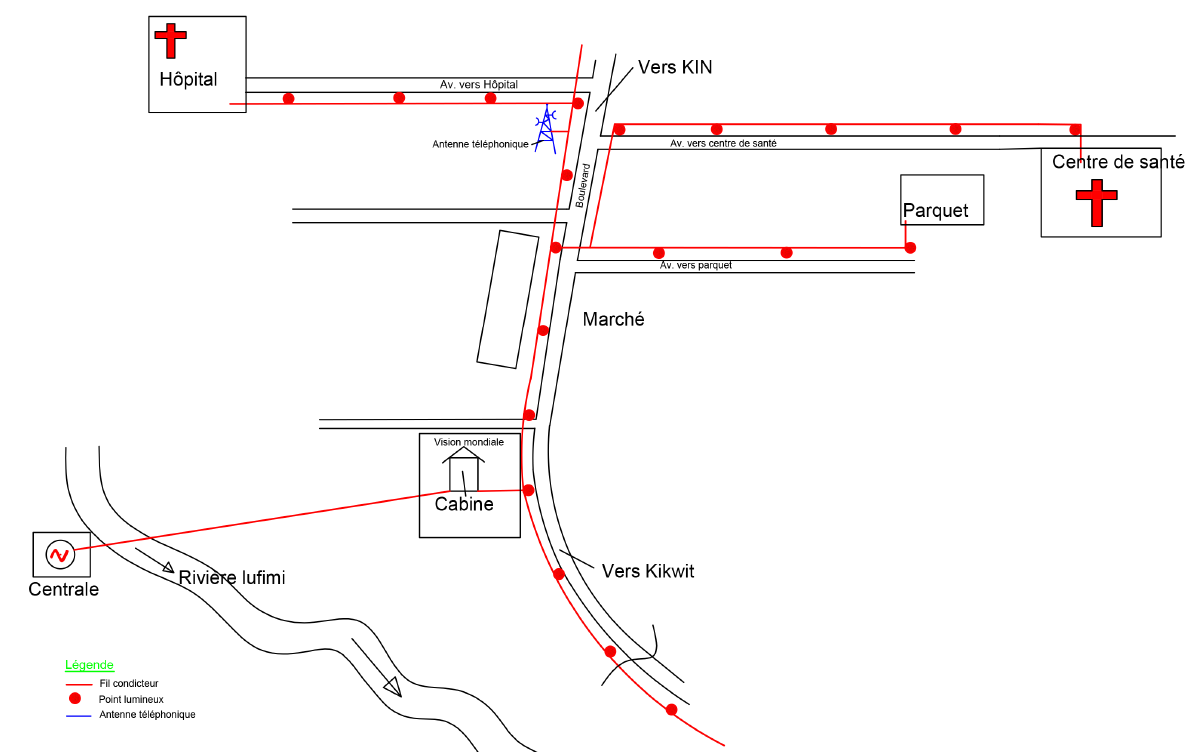 Hôpital
Av. vers Hôpital
Vers KIN
Antenne téléphonique
Av. vers centre de santé
Centre de santé
Boulevard
Parquet
Av. vers parquet
Marché
Vision mondiale
Cabine
Vers Kikwit
Rivière lufimi
Centrale
Légende
Fil condicteur
Point lumineux
Antenne téléphonique